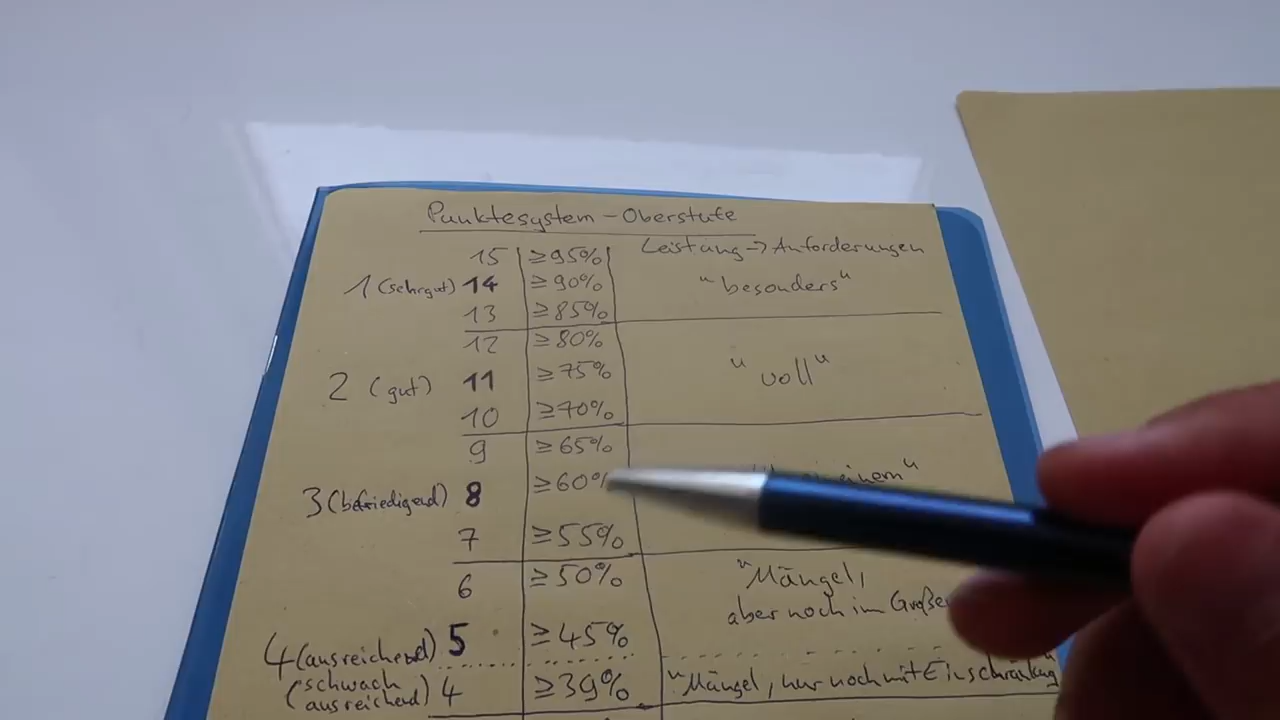 Punktesystem - Oberstufe
Leistung -> Anforderungen
15 ≥95%
1 (sehrgut) 14 ≥90% "besonders"
13 ≥85%
12 ≥80%
2 (gut) 11 ≥75% "voll"
10 ≥70%
9 ≥65%
3 (befriedigend) 8 ≥60%
7 ≥55%
6 ≥50% "Mängel,
aber noch im Großen
4 (ausreichend) 5 ≥45%
(schwach
ausreichend) 4 ≥39% "Mängel, nur noch mit Einschränkung"